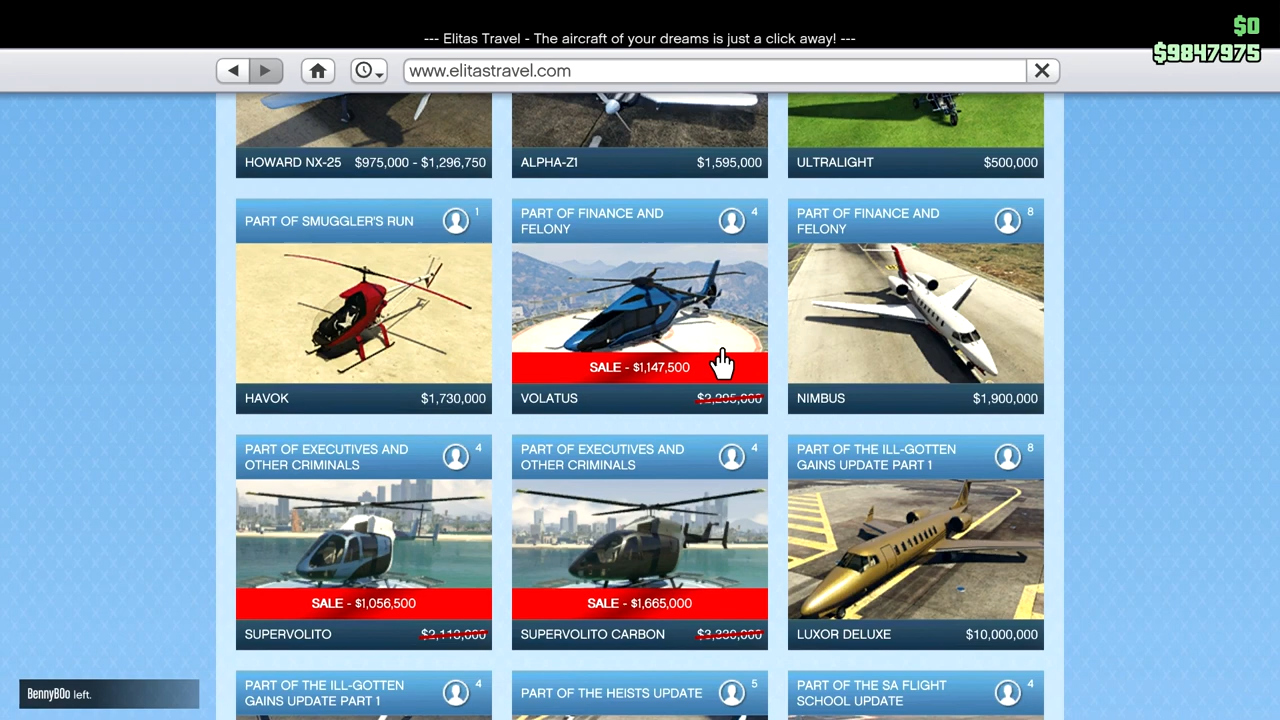 $0
--- Elitas Travel - The aircraft of your dreams is just a click away! ---
$9847975
www.elitastravel.com
HOWARD NX-25 $975,000 - $1,296,750
ALPHA-Z1 $1,595,000
ULTRALIGHT $500,000
PART OF SMUGGLER'S RUN 1
PART OF FINANCE AND
FELONY 4
PART OF FINANCE AND
FELONY 8
SALE - $1,147,500
HAVOK $1,730,000
VOLATUS $2,295,000
NIMBUS $1,900,000
PART OF EXECUTIVES AND
OTHER CRIMINALS 4
PART OF EXECUTIVES AND
OTHER CRIMINALS 4
PART OF THE ILL-GOTTEN
GAINS UPDATE PART 1 8
SALE - $1,056,500
SALE - $1,665,000
SUPERVOLITO $2,113,000
SUPERVOLITO CARBON $3,330,000
LUXOR DELUXE $10,000,000
PART OF THE ILL-GOTTEN
GAINS UPDATE PART 1 4
PART OF THE HEISTS UPDATE 5
PART OF THE SA FLIGHT
SCHOOL UPDATE 4
BennyB0o left.